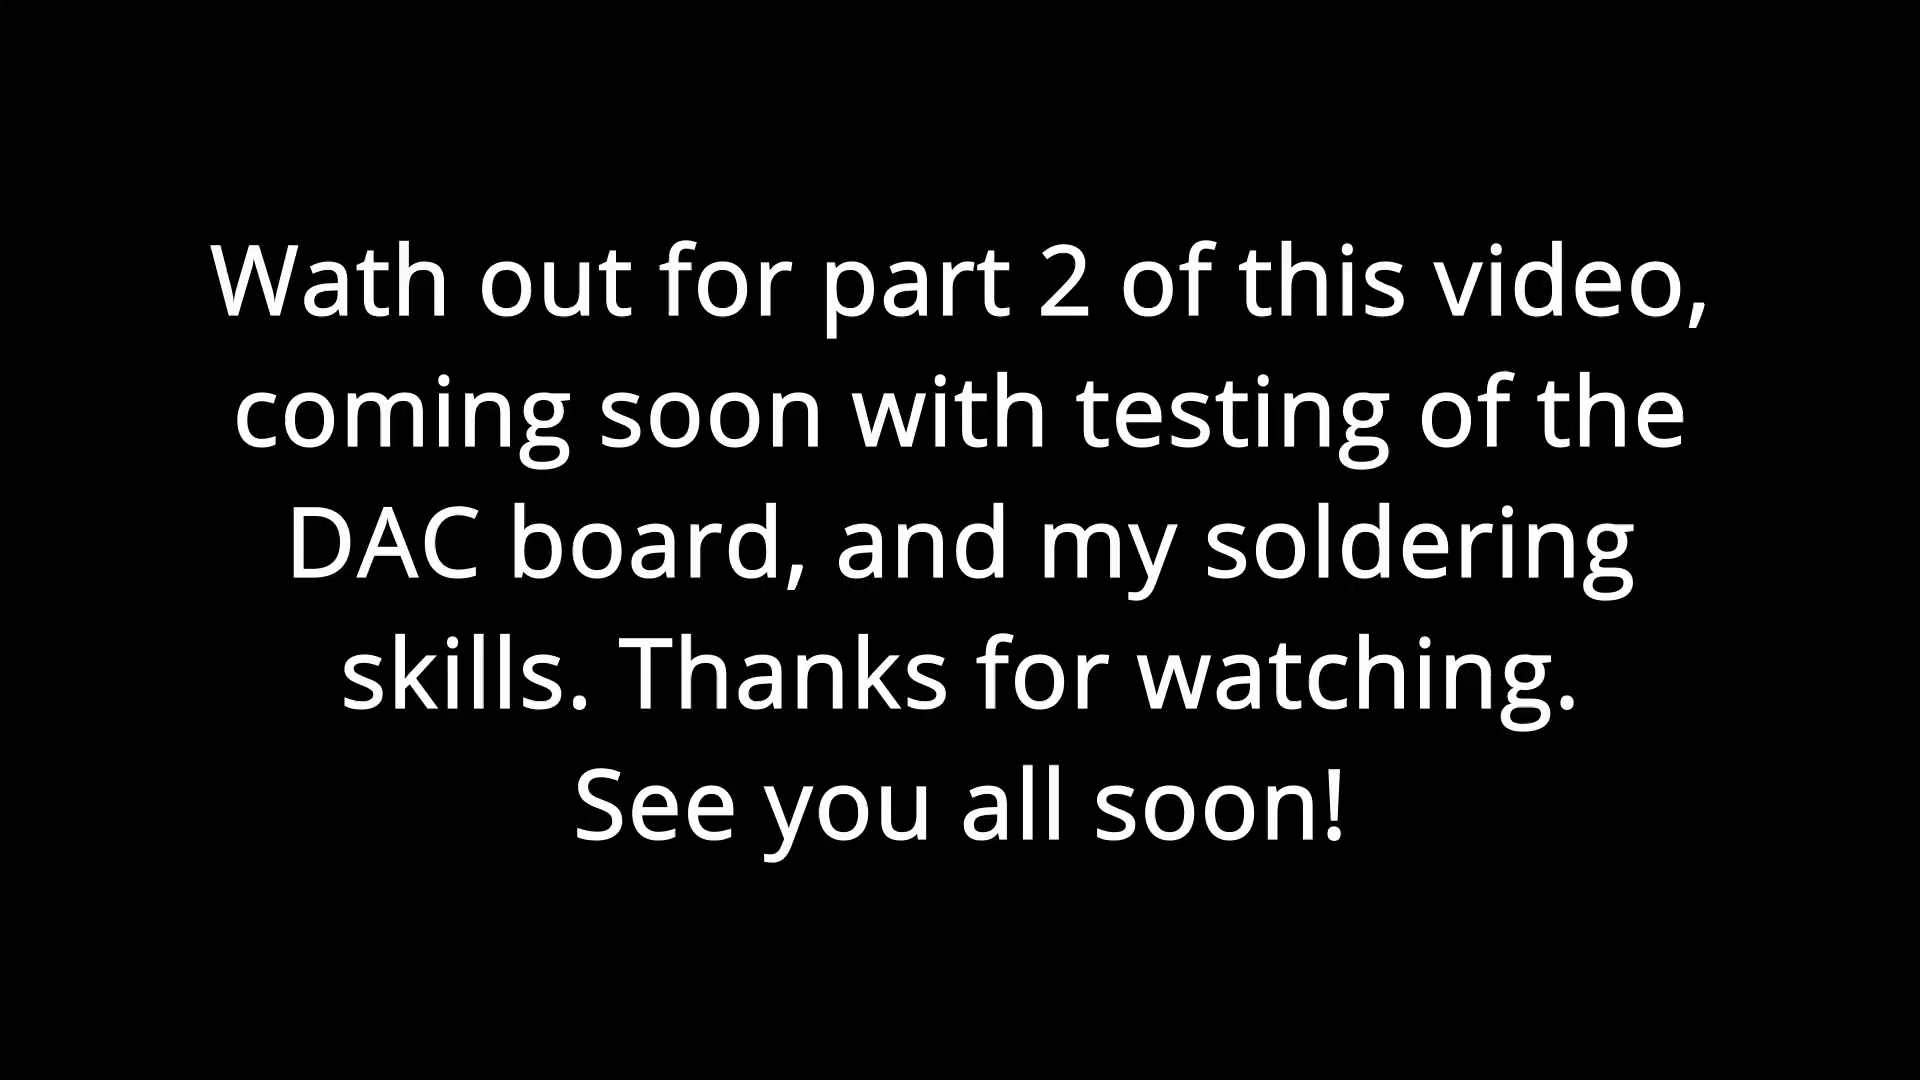 Wath out for part 2 of this video,
coming soon with testing of the
DAC board, and my soldering
skills. Thanks for watching.
See you all soon!